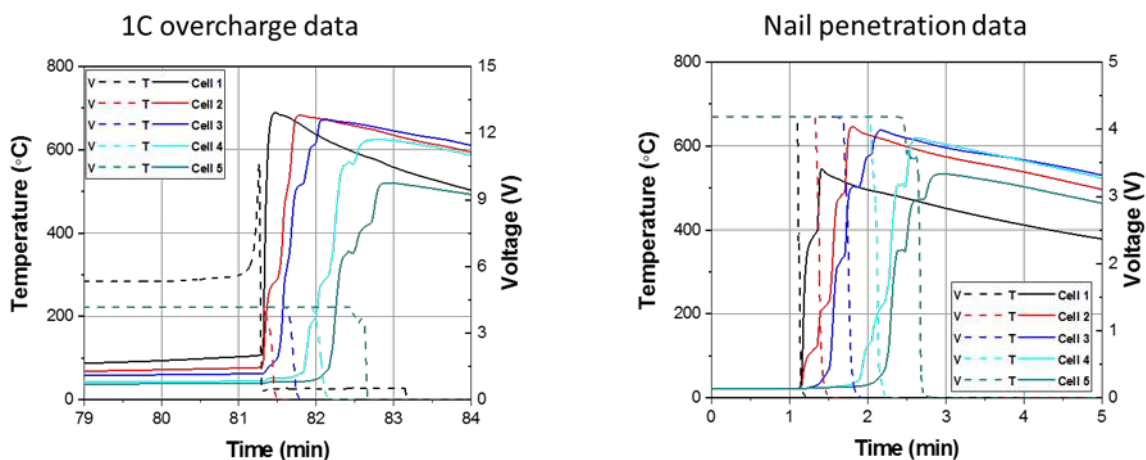 1C overcharge data
800
600
400
200
0
Temperature (°C)
V T Cell 1
V T Cell 2
V T Cell 3
V T Cell 4
V T Cell 5
15
12
9
6
3
0
Voltage (V)
79 80 81 82 83 84
Time (min)
Nail penetration data
800
600
400
200
0
Temperature (°C)
5
4
3
2
1
0
Voltage (V)
V T Cell 1
V T Cell 2
V T Cell 3
V T Cell 4
V T Cell 5
0 1 2 3 4 5
Time (min)